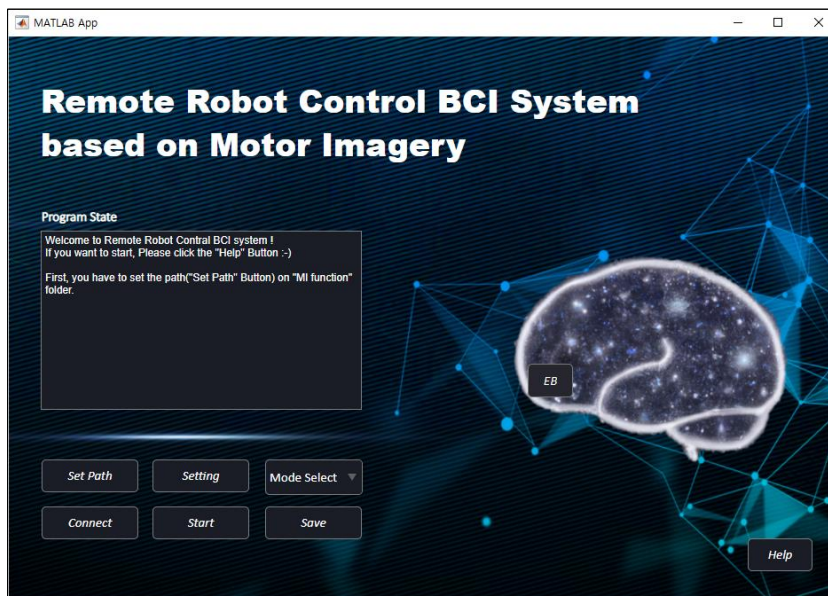 MATLAB App
Remote Robot Control BCI System
based on Motor Imagery
Program State
Welcome to Remote Robot Contral BCI system !
If you want to start, Please click the "Help" Button :-)
First, you have to set the path("Set Path" Button) on "MI function"
folder.
EB
Set Path
Setting
Mode Select
Connect
Start
Save
Help